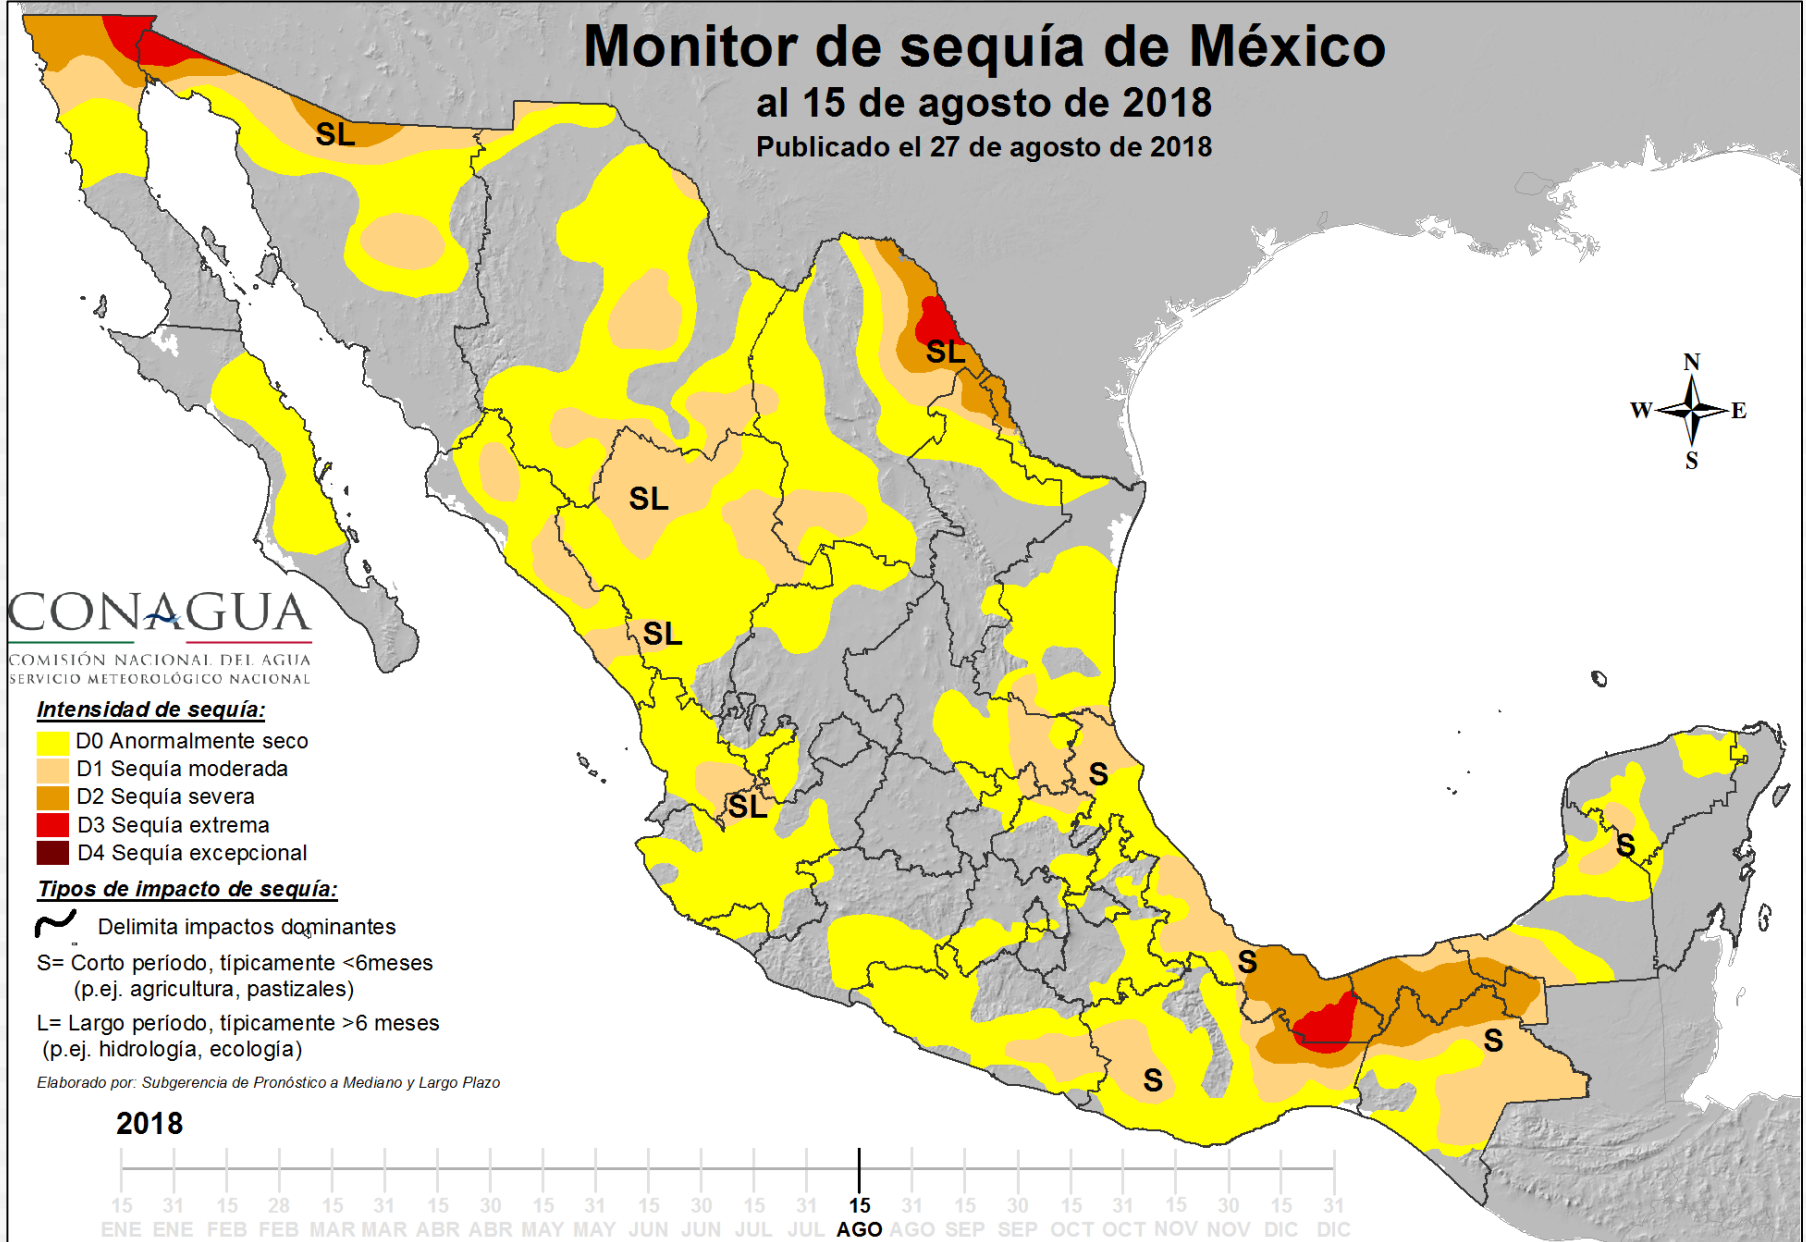 Monitor de sequía de México
al 15 de agosto de 2018
Publicado el 27 de agosto de 2018
SL
SL
SL
SL
SL
S
S
S
S
S
N
W E
S
CONAGUA
COMISIÓN NACIONAL DEL AGUA
SERVICIO METEOROLÓGICO NACIONAL
Intensidad de sequía:
D0 Anormalmente seco
D1 Sequía moderada
D2 Sequía severa
D3 Sequía extrema
D4 Sequía excepcional
Tipos de impacto de sequía:
Delimita impactos dominantes
S= Corto período, típicamente <6meses
(p.ej. agricultura, pastizales)
L= Largo período, típicamente >6 meses
(p.ej. hidrología, ecología)
Elaborado por: Subgerencia de Pronóstico a Mediano y Largo Plazo
2018
15 31 15 28 15 31 15 30 15 31 15 30 15 31 15 31 15 30 15 31 15 30 15 31
ENE ENE FEB FEB MAR MAR ABR ABR MAY MAY JUN JUN JUL JUL AGO AGO SEP SEP OCT OCT NOV NOV DIC DIC